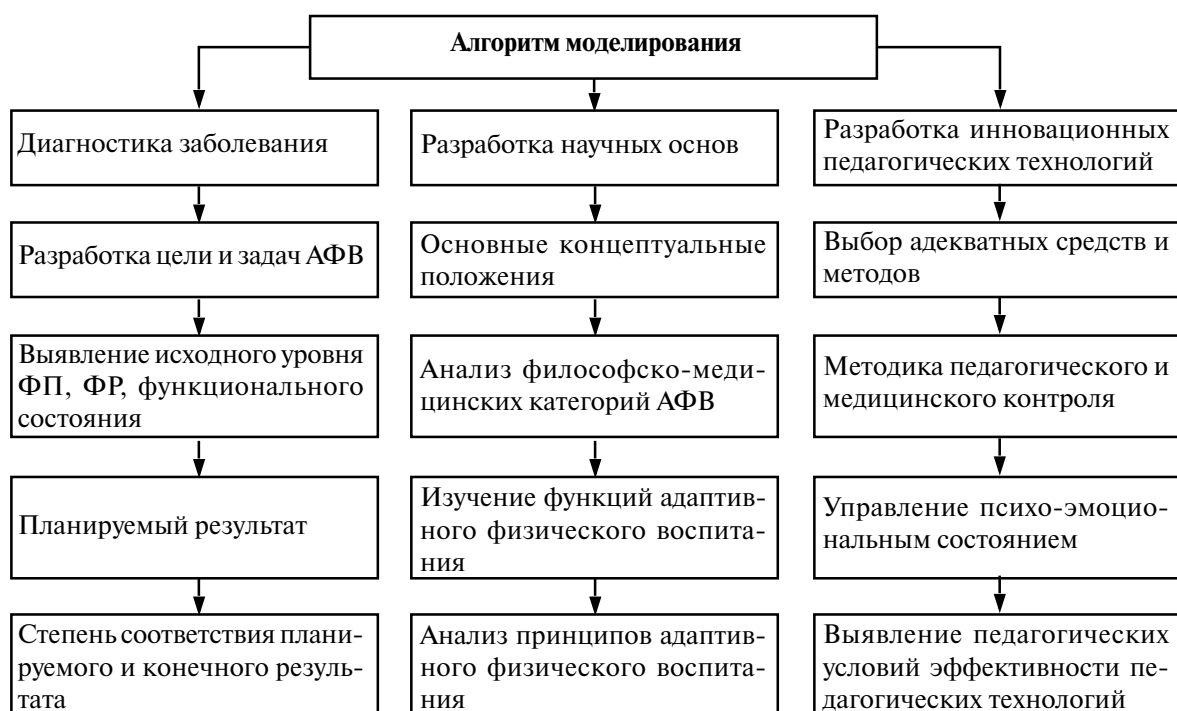 Алгоритм моделирования
Диагностика заболевания
Разработка научных основ
Разработка инновационных
педагогических технологий
Разработка цели и задач АФВ
Основные концептуальные
положения
Выбор адекватных средств и
методов
Выявление исходного уровня
ФП, ФР, функционального
состояния
Анализ философско-меди-
цинских категорий АФВ
Методика педагогического и
медицинского контроля
Планируемый результат
Изучение функций адаптив-
ного физического воспита-
ния
Управление психо-эмоцио-
нальным состоянием
Степень соответствия плани-
руемого и конечного резуль-
тата
Анализ принципов адаптив-
ного физического воспита-
ния
Выявление педагогических
условий эффективности пе-
дагогических технологий